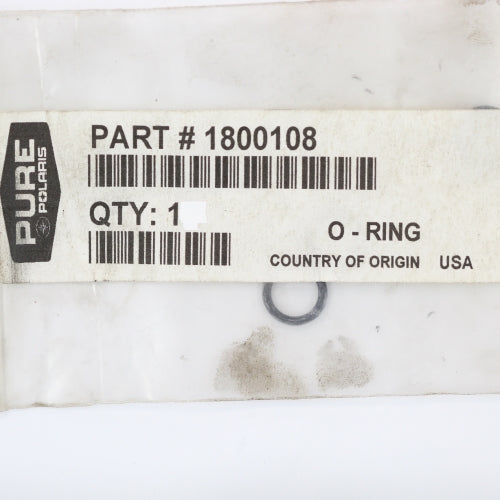 PURE
POLARIS
PART # 1800108
QTY: 1
O - RING
COUNTRY OF ORIGIN USA